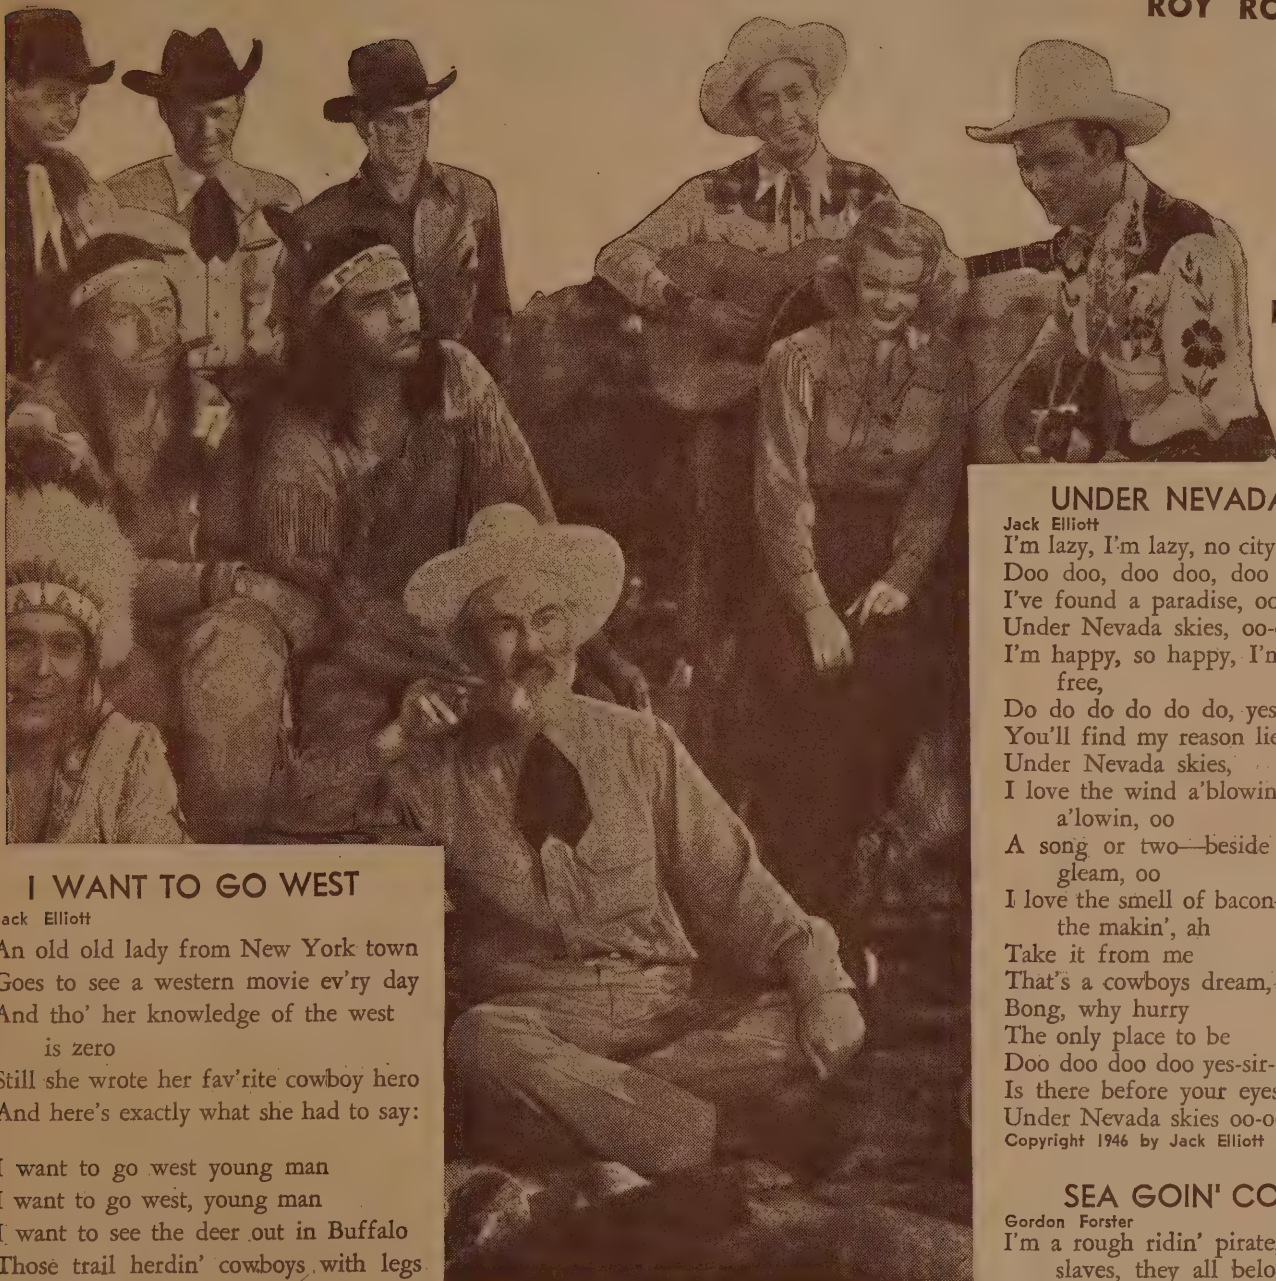 ROY RO
I WANT TO GO WEST
ack Elliott
An old old lady from New York town
Goes to see a western movie ev'ry day
And tho' her knowledge of the west
is zero
Still she wrote her fav'rite cowboy hero
And here's exactly what she had to say:
I want to go west young man
I want to go west, young man
I want to see the deer out in Buffalo
Those trail herdin' cowboys with legs
UNDER NEVADA
Jack Elliott
I'm lazy, I'm lazy, no city
Doo doo, doo doo, doo
I've found a paradise, oo
Under Nevada skies, oo-
I'm happy, so happy, I'm
free,
Do do do do do do, yes
You'll find my reason lie
Under Nevada skies,
I love the wind a'blowin
a'lowin, oo
A song or two—beside
gleam, oo
I love the smell of bacon-
the makin', ah
Take it from me
That's a cowboys dream,
Bong, why hurry
The only place to be
Doo doo doo doo yes-sir-
Is there before your eyes
Under Nevada skies oo-o
Copyright 1946 by Jack Elliott
SEA GOIN' CO
Gordon Forster
I'm a rough ridin' pirate
slaves, they all belo